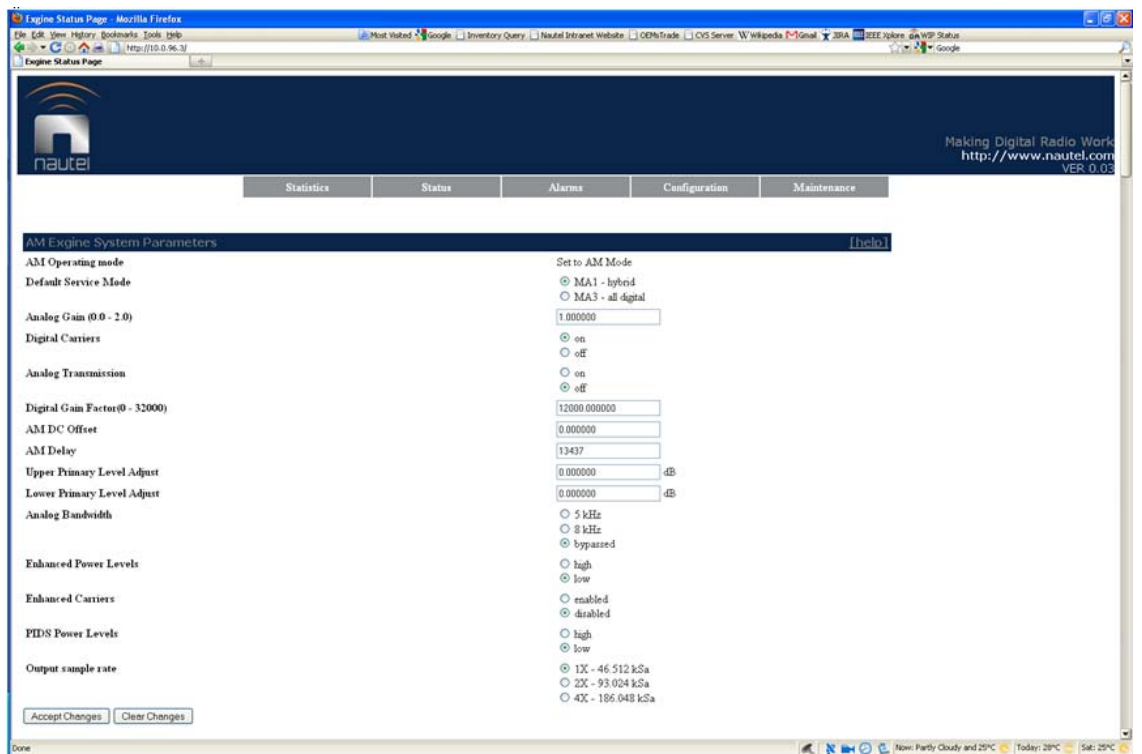 Exgine Status Page - Mozilla Firefox
File Edit View History Bookmarks Tools Help
Most Visited Google Inventory Query Nautel Intranet Website OEMsTrade CVS Server Wikipedia Gmail JIRA IEEE Xplore WIP Status
http://10.0.96.3/
Google
Exgine Status Page
nautel
Making Digital Radio Work
http://www.nautel.com
VER 0.03
Statistics Status Alarms Configuration Maintenance
AM Exgine System Parameters [help]
AM Operating mode Set to AM Mode
Default Service Mode MA1 - hybrid
MA3 - all digital
Analog Gain (0.0 - 2.0) 1.000000
Digital Carriers on
off
Analog Transmission on
off
Digital Gain Factor(0 - 32000) 12000.000000
AM DC Offset 0.000000
AM Delay 13437
Upper Primary Level Adjust 0.000000 dB
Lower Primary Level Adjust 0.000000 dB
Analog Bandwidth 5 kHz
8 kHz
bypassed
Enhanced Power Levels high
low
Enhanced Carriers enabled
disabled
PIDS Power Levels high
low
Output sample rate 1X - 46.512 kSa
2X - 93.024 kSa
4X - 186.048 kSa
Accept Changes Clear Changes
Done
Now: Partly Cloudy and 25°C Today: 28°C Sat: 25°C